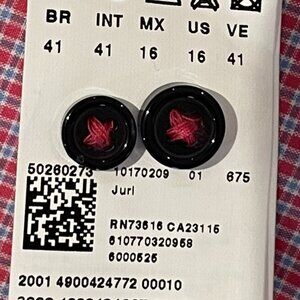 BR INT MX US VE
41 41 16 16 41
50260273 10170209 01 675
Jurl
RN73616 CA23115
610770320958
6000525
2001 4900424772 00010